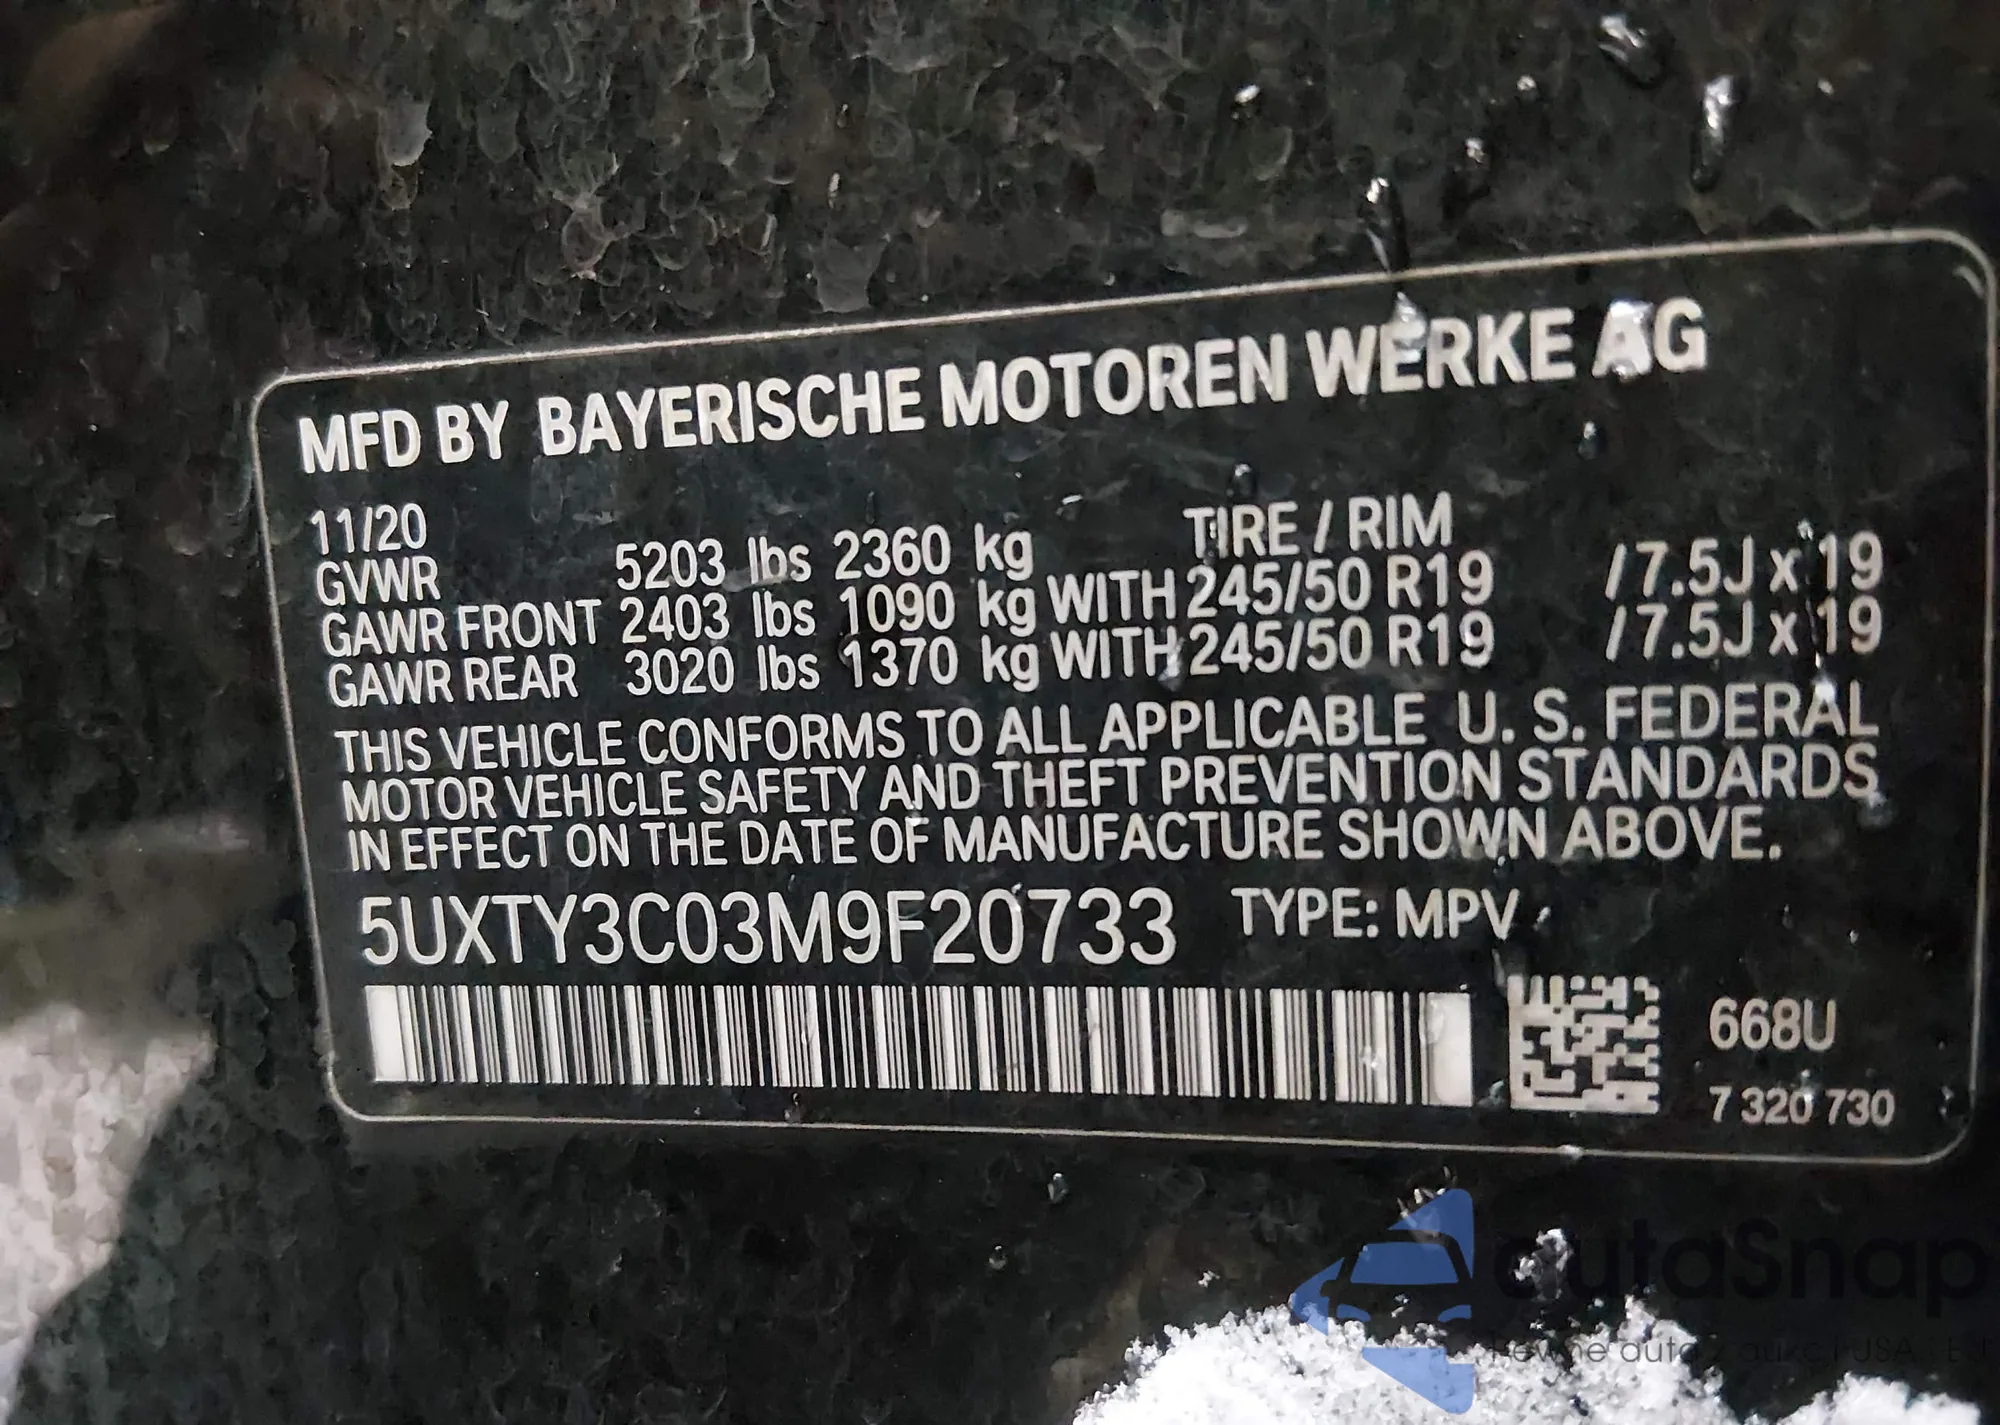 MFD BY BAYERISCHE MOTOREN WERKE AG
11/20 TIRE / RIM
GVWR 5203 lbs 2360 kg
GAWR FRONT 2403 lbs 1090 kg WITH 245/50 R19 /7.5J x 19
GAWR REAR 3020 lbs 1370 kg WITH 245/50 R19 /7.5J x 19
THIS VEHICLE CONFORMS TO ALL APPLICABLE U. S. FEDERAL
MOTOR VEHICLE SAFETY AND THEFT PREVENTION STANDARDS
IN EFFECT ON THE DATE OF MANUFACTURE SHOWN ABOVE.
5UXTY3C03M9F20733 TYPE: MPV
668U
7 320 730
autaSnap
auta USA